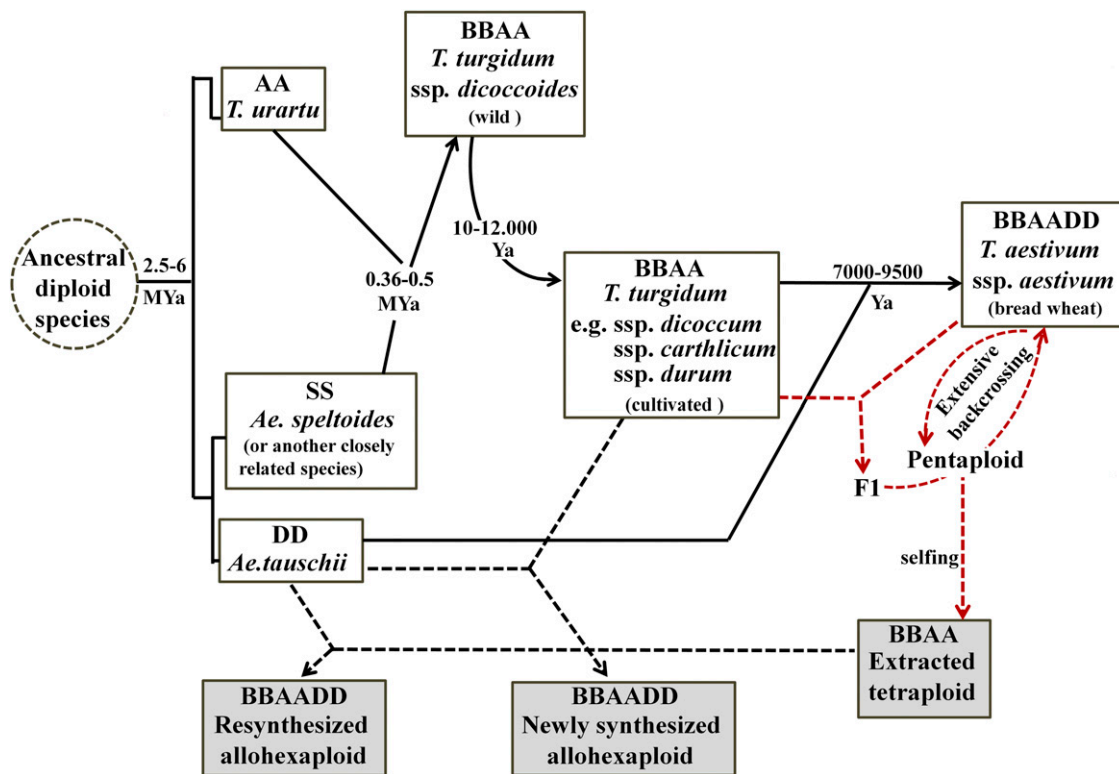 BBAA
T. turgidum
ssp. dicoccoides
(wild )
AA
T. urartu
Ancestral
diploid
species
2.5-6
MYa
0.36-0.5
MYa
10-12.000
Ya
BBAA
T. turgidum
e.g. ssp. dicoccum
ssp. carthlicum
ssp. durum
(cultivated )
7000-9500
Ya
BBAADD
T. aestivum
ssp. aestivum
(bread wheat)
Extensive
backcrossing
Pentaploid
F1
SS
Ae. speltoides
(or another closely
related species)
DD
Ae.tauschii
selfing
BBAA
Extracted
tetraploid
BBAADD
Resynthesized
allohexaploid
BBAADD
Newly synthesized
allohexaploid